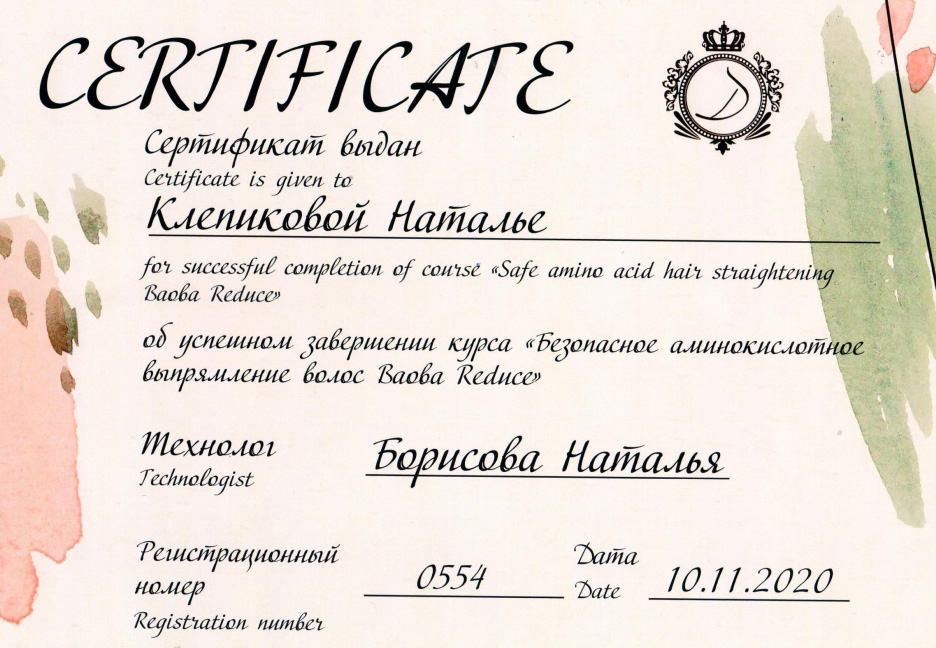 CERTIFICATE
D
Сертификат выдан
Certificate is given to
Клепиковой Наталье
for successful completion of course «Safe amino acid hair straightening
Baoba Reduce»
об успешном завершении курса «Безопасное аминокислотное
выпрямление волос Baoba Reduce»
Технолог
Technologist
Борисова Наталья
Регистрационный
номер
Registration number
0554
Дата
Date
10.11.2020